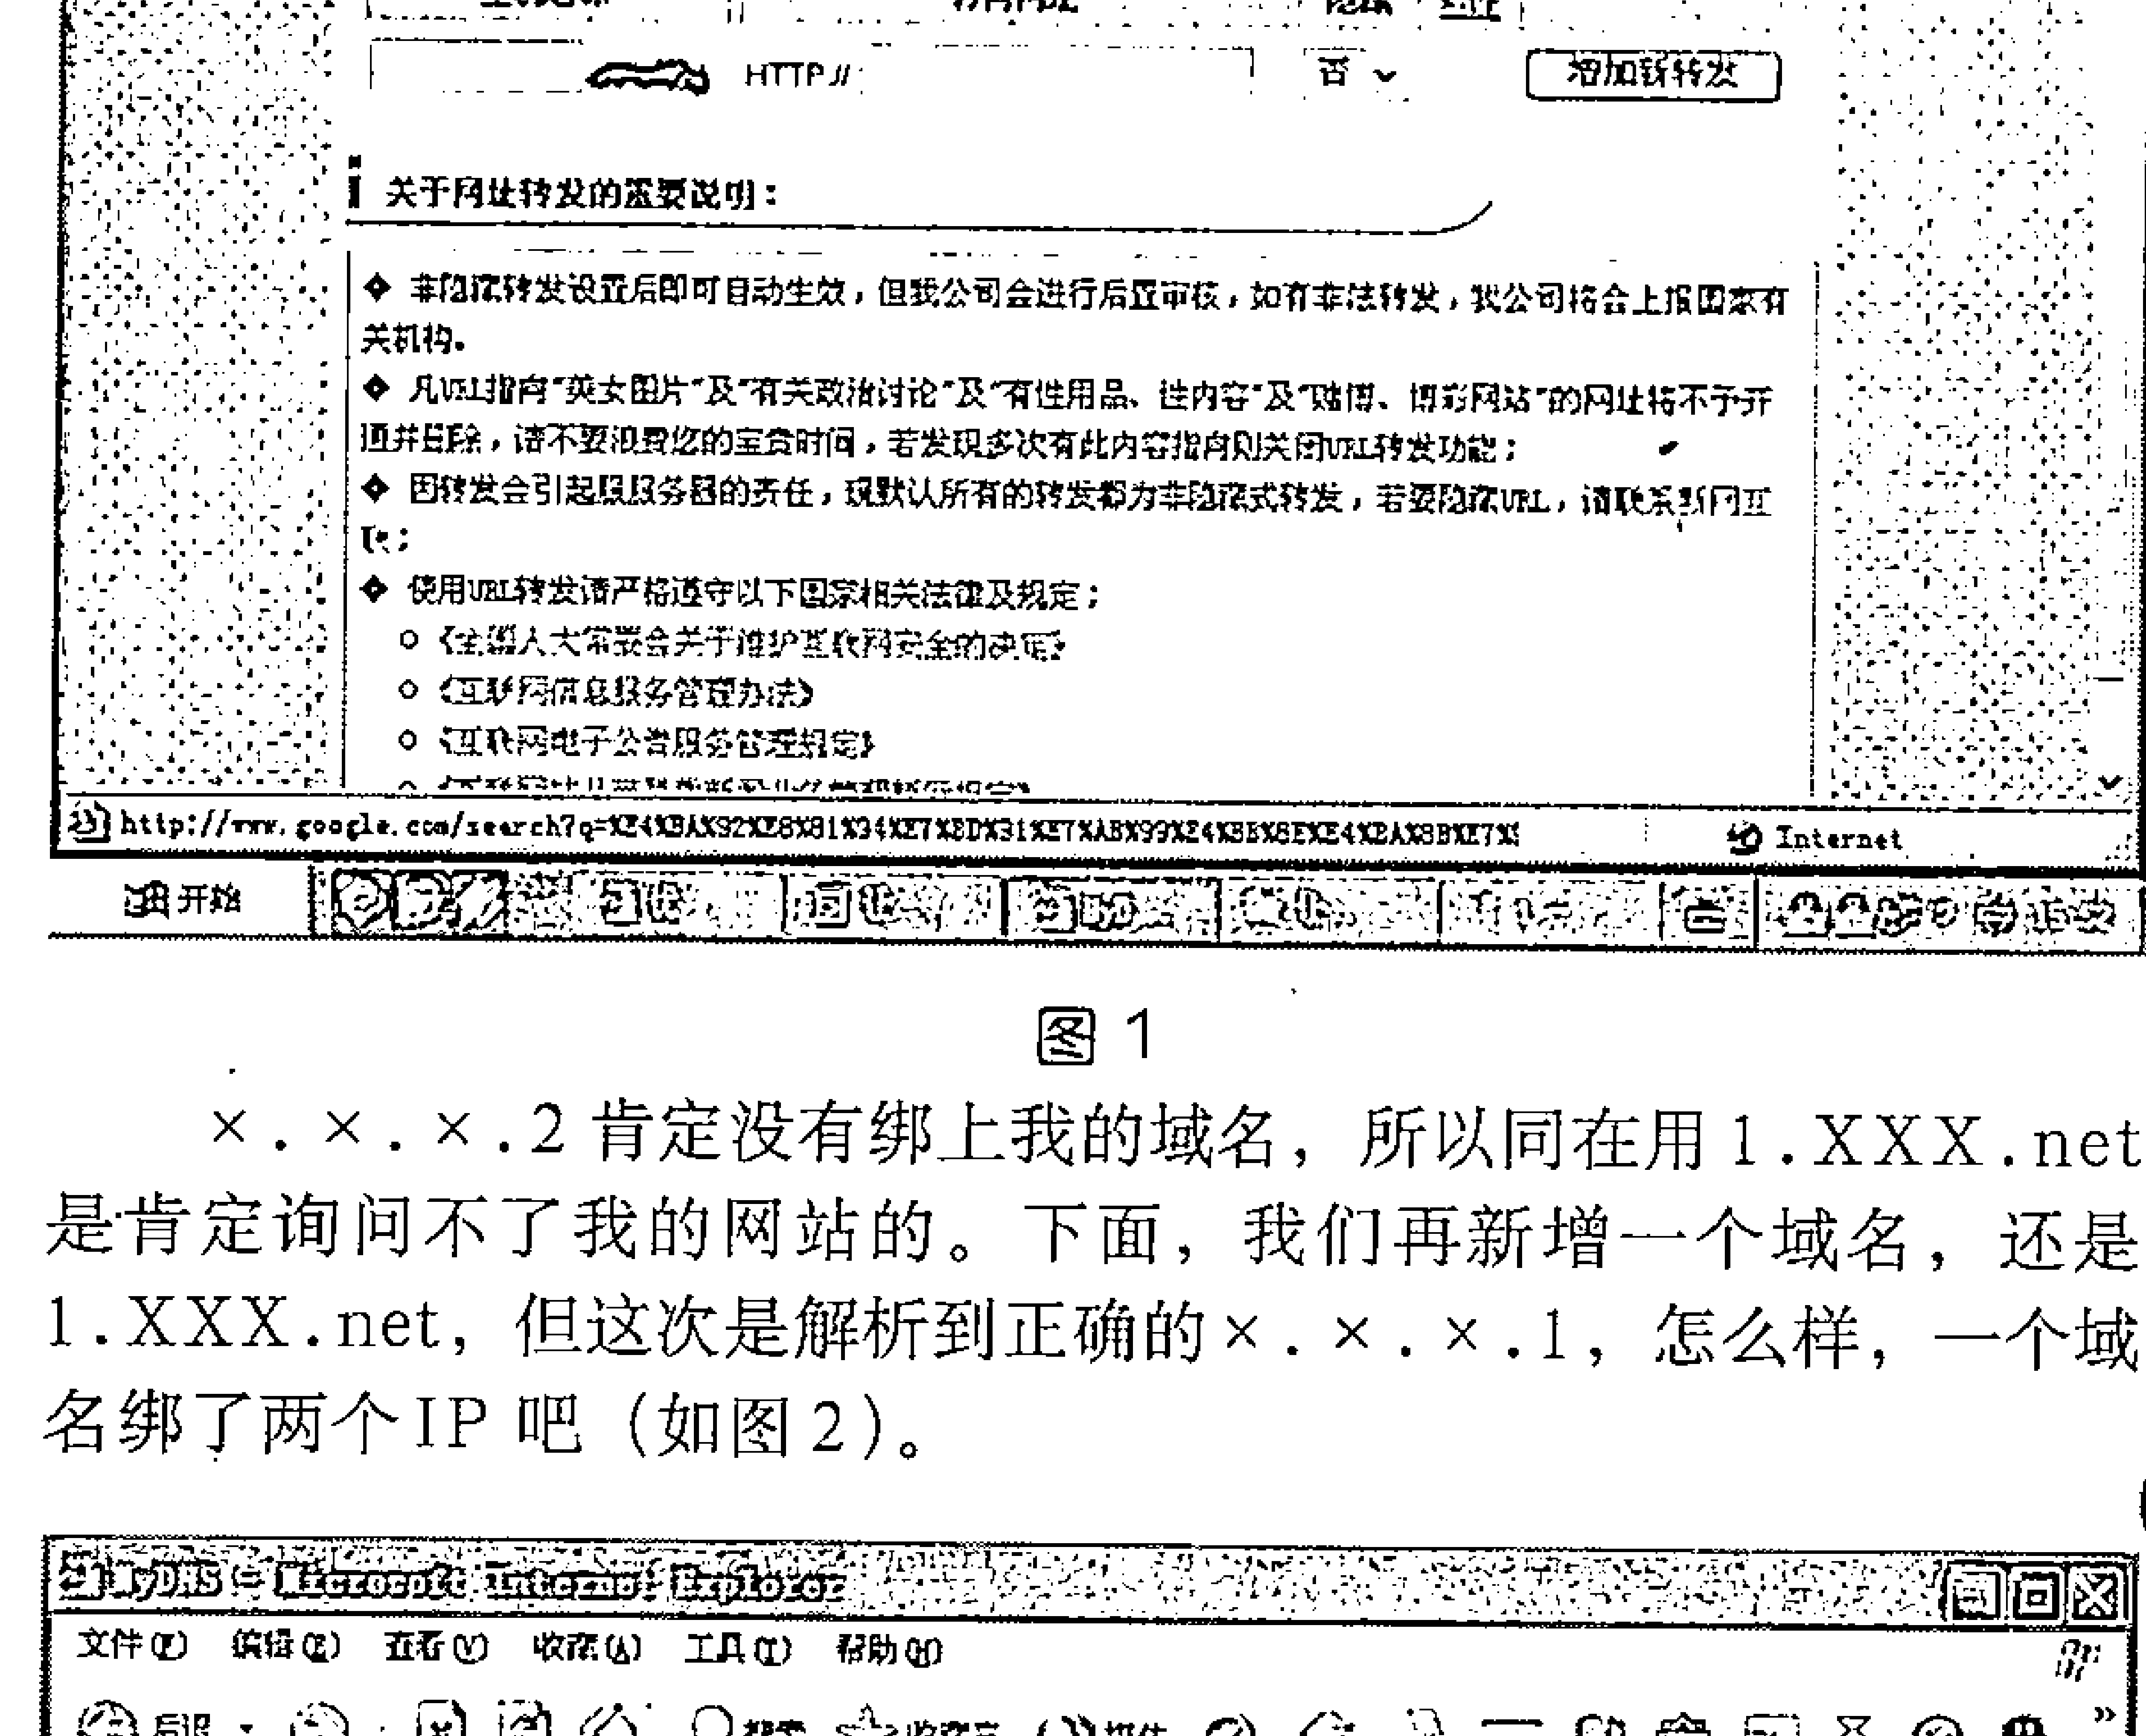 HTTP://
否
增加转发
关于网址转发的重要说明：
◆ 非隐藏转发设置后即可自动生效，但我公司会进行后置审核，如有非法转发，我公司将会上报国家有
关机构。
◆ 凡URL指向"美女图片"及"有关政治讨论"及"有性用品、性内容"及"赌博、博彩网站"的网址将不予开
通并删除，请不要浪费您的宝贵时间，若发现多次有此内容指向则关闭URL转发功能；
◆ 因转发会引起服务器的责任，现默认所有的转发都为非隐藏式转发，若要隐藏URL，请联系新网互
联；
◆ 使用URL转发请严格遵守以下国家相关法律及规定；
○《全国人大常委会关于维护互联网安全的决定》
○《互联网信息服务管理办法》
○《互联网电子公告服务管理规定》
http://www.google.com/search?q=
Internet
开始
图 1
×.×.×.2肯定没有绑上我的域名，所以同在用1.XXX.net
是肯定询问不了我的网站的。下面，我们再新增一个域名，还是
1.XXX.net，但这次是解析到正确的×.×.×.1，怎么样，一个域
名绑了两个IP 吧（如图2）。
MyDNS - Microsoft Internet Explorer
文件(F) 编辑(E) 查看(V) 收藏(A) 工具(T) 帮助(H)
后退 搜索 收藏夹 媒体